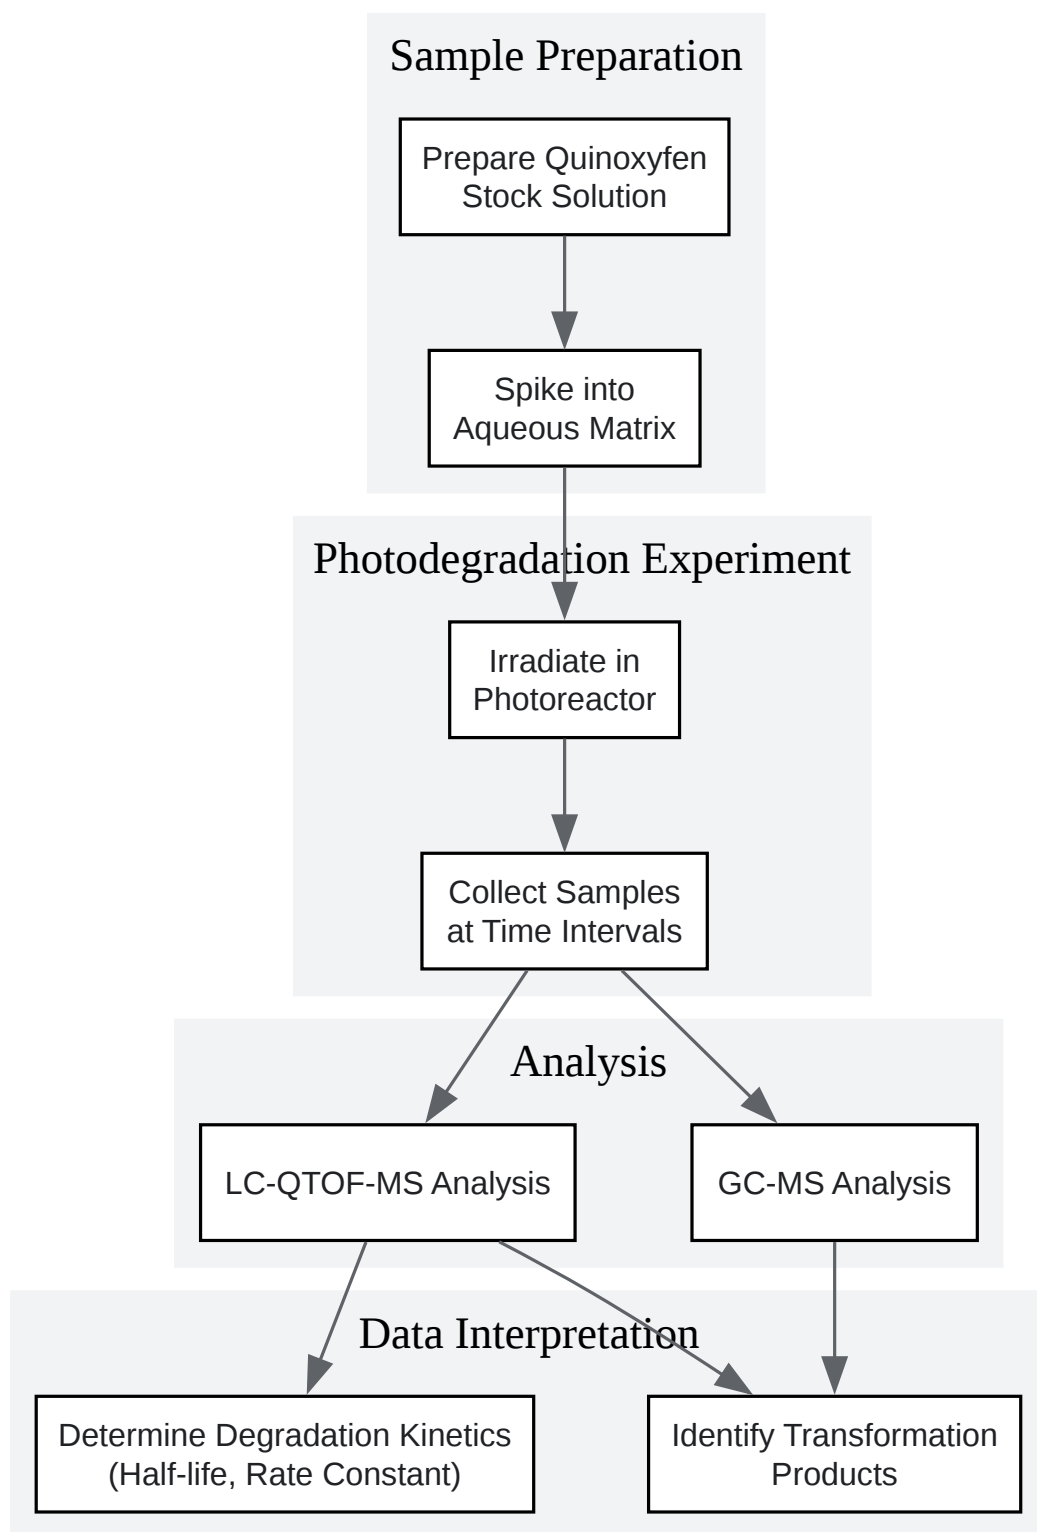 Sample Preparation
Prepare Quinoxyfen
Stock Solution
Spike into
Aqueous Matrix
Photodegradation Experiment
Irradiate in
Photoreactor
Collect Samples
at Time Intervals
Analysis
LC-QTOF-MS Analysis
GC-MS Analysis
Data Interpretation
Determine Degradation Kinetics
(Half-life, Rate Constant)
Identify Transformation
Products